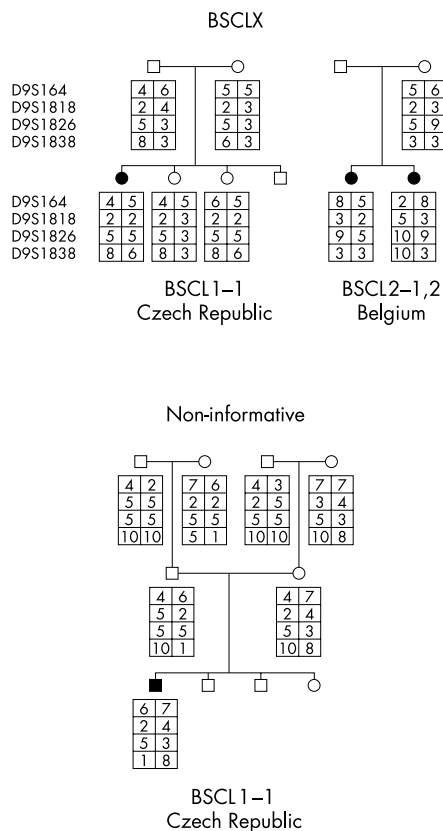 BSCLX
D9S164 4 6 5 5 5 6
D9S1818 2 4 2 3 2 3
D9S1826 5 3 5 3 5 9
D9S1838 8 3 6 3 3 3
D9S164 4 5 4 5 6 5 8 5 2 8
D9S1818 2 2 2 3 2 2 3 2 5 3
D9S1826 5 5 5 3 5 5 9 5 10 9
D9S1838 8 6 8 3 8 6 3 3 10 3
BSCL1–1 BSCL2–1,2
Czech Republic Belgium
Non-informative
4 2 7 6 4 3 7 7
5 5 2 2 2 5 3 4
5 5 5 5 5 5 5 3
10 10 5 1 10 10 10 8
4 6 4 7
5 2 2 4
5 5 5 3
10 1 10 8
6 7
2 4
5 3
1 8
BSCL1–1
Czech Republic